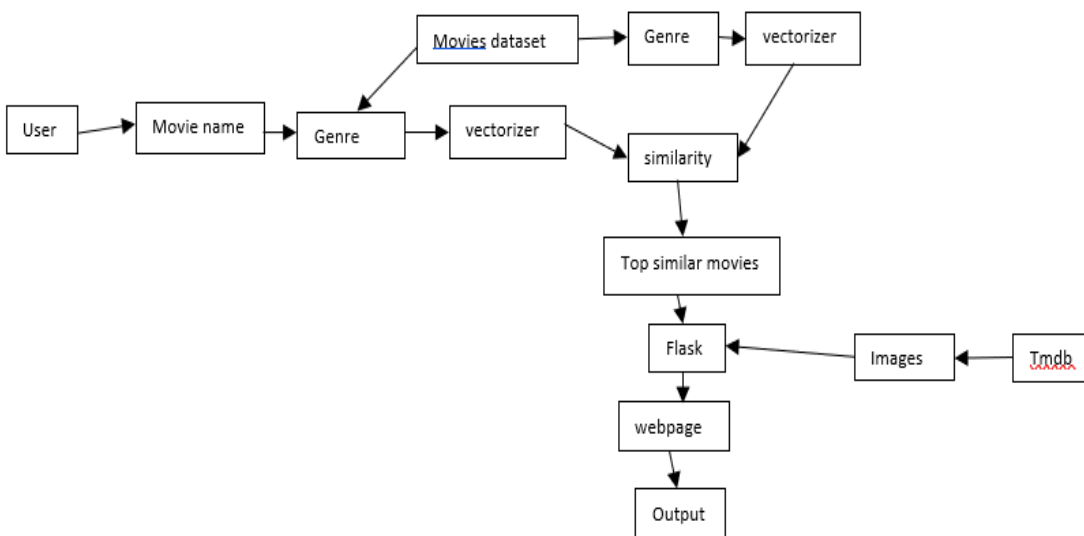 Movies dataset
Genre
vectorizer
User
Movie name
Genre
vectorizer
similarity
Top similar movies
Flask
Images
Tmdb
webpage
Output